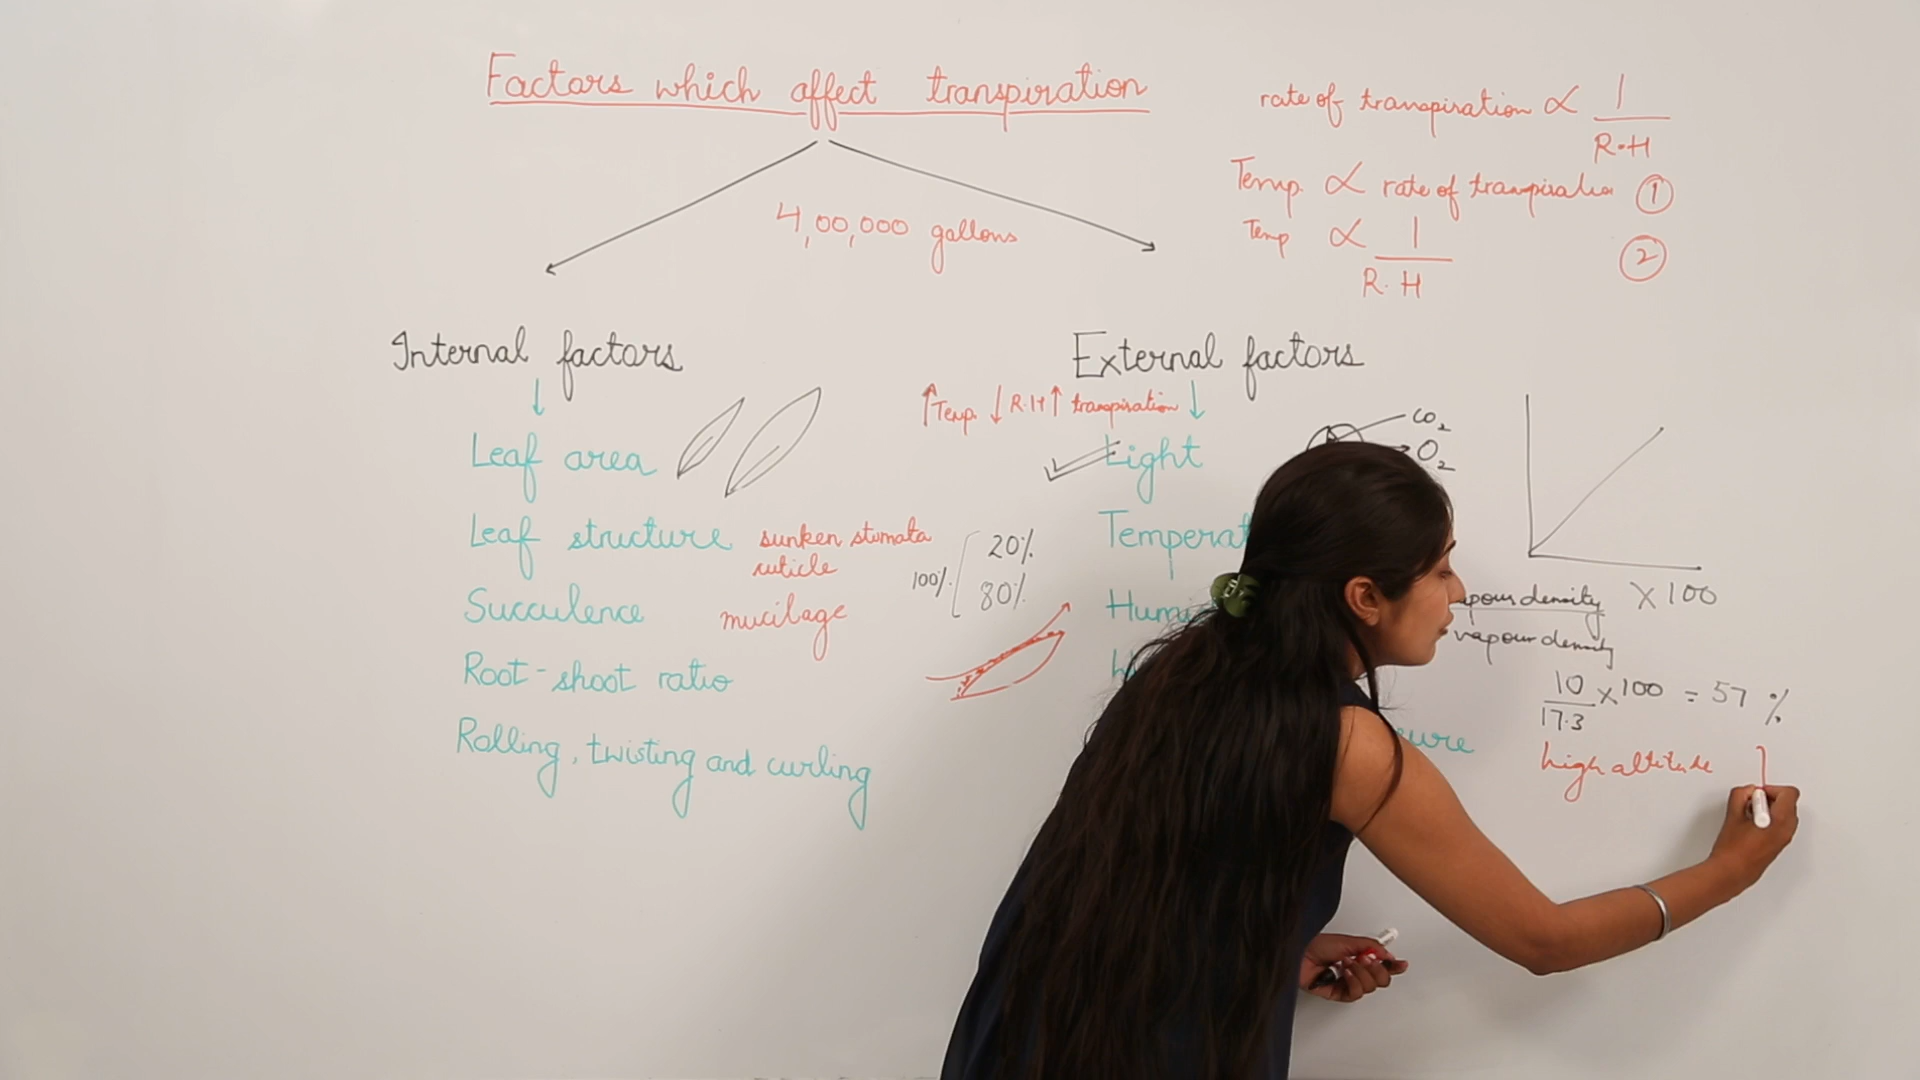 Factors which affect transpiration
rate of transpiration ∝ 1
R.H
Temp. ∝ rate of transpiration ①
Temp ∝ 1
R.H ②
4,00,000 gallons
Internal factors
External factors
↑Temp. ↓R.H ↑ transpiration
Leaf area
Light
CO2
O2
Leaf structure sunken stomata
cuticle
100%
20%
80%
Succulence mucilage
Root-shoot ratio
Rolling, twisting and curling
density × 100
vapour density
10 × 100 = 57 %
17.3
high altitude